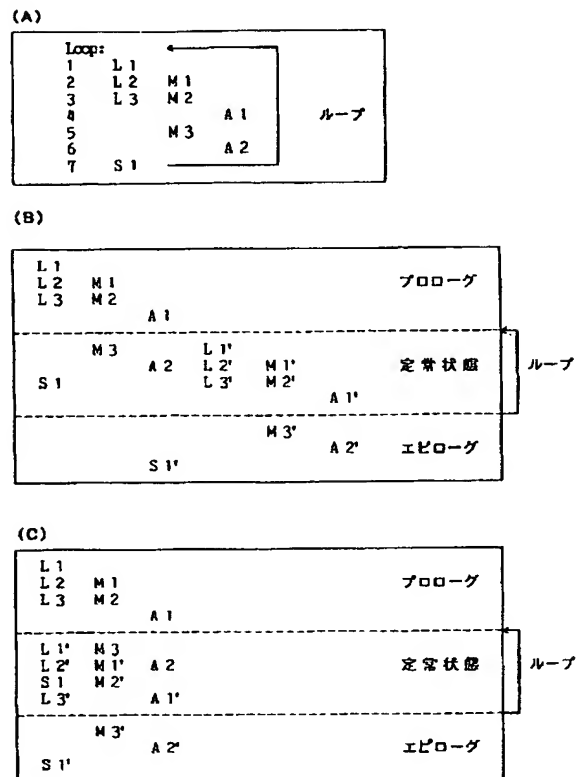 (A)
Loop:
1 L1
2 L2 M1
3 L3 M2
4 A1 ループ
5 M3
6 A2
7 S1
(B)
L1
L2 M1 プロローグ
L3 M2
A1
M3 L1'
A2 L2' M1' 定常状態 ループ
S1 L3' M2'
A1'
M3'
A2' エピローグ
S1'
(C)
L1
L2 M1 プロローグ
L3 M2
A1
L1' M3
L2' M1' A2 定常状態 ループ
S1 M2'
L3' A1'
M3'
A2' エピローグ
S1'